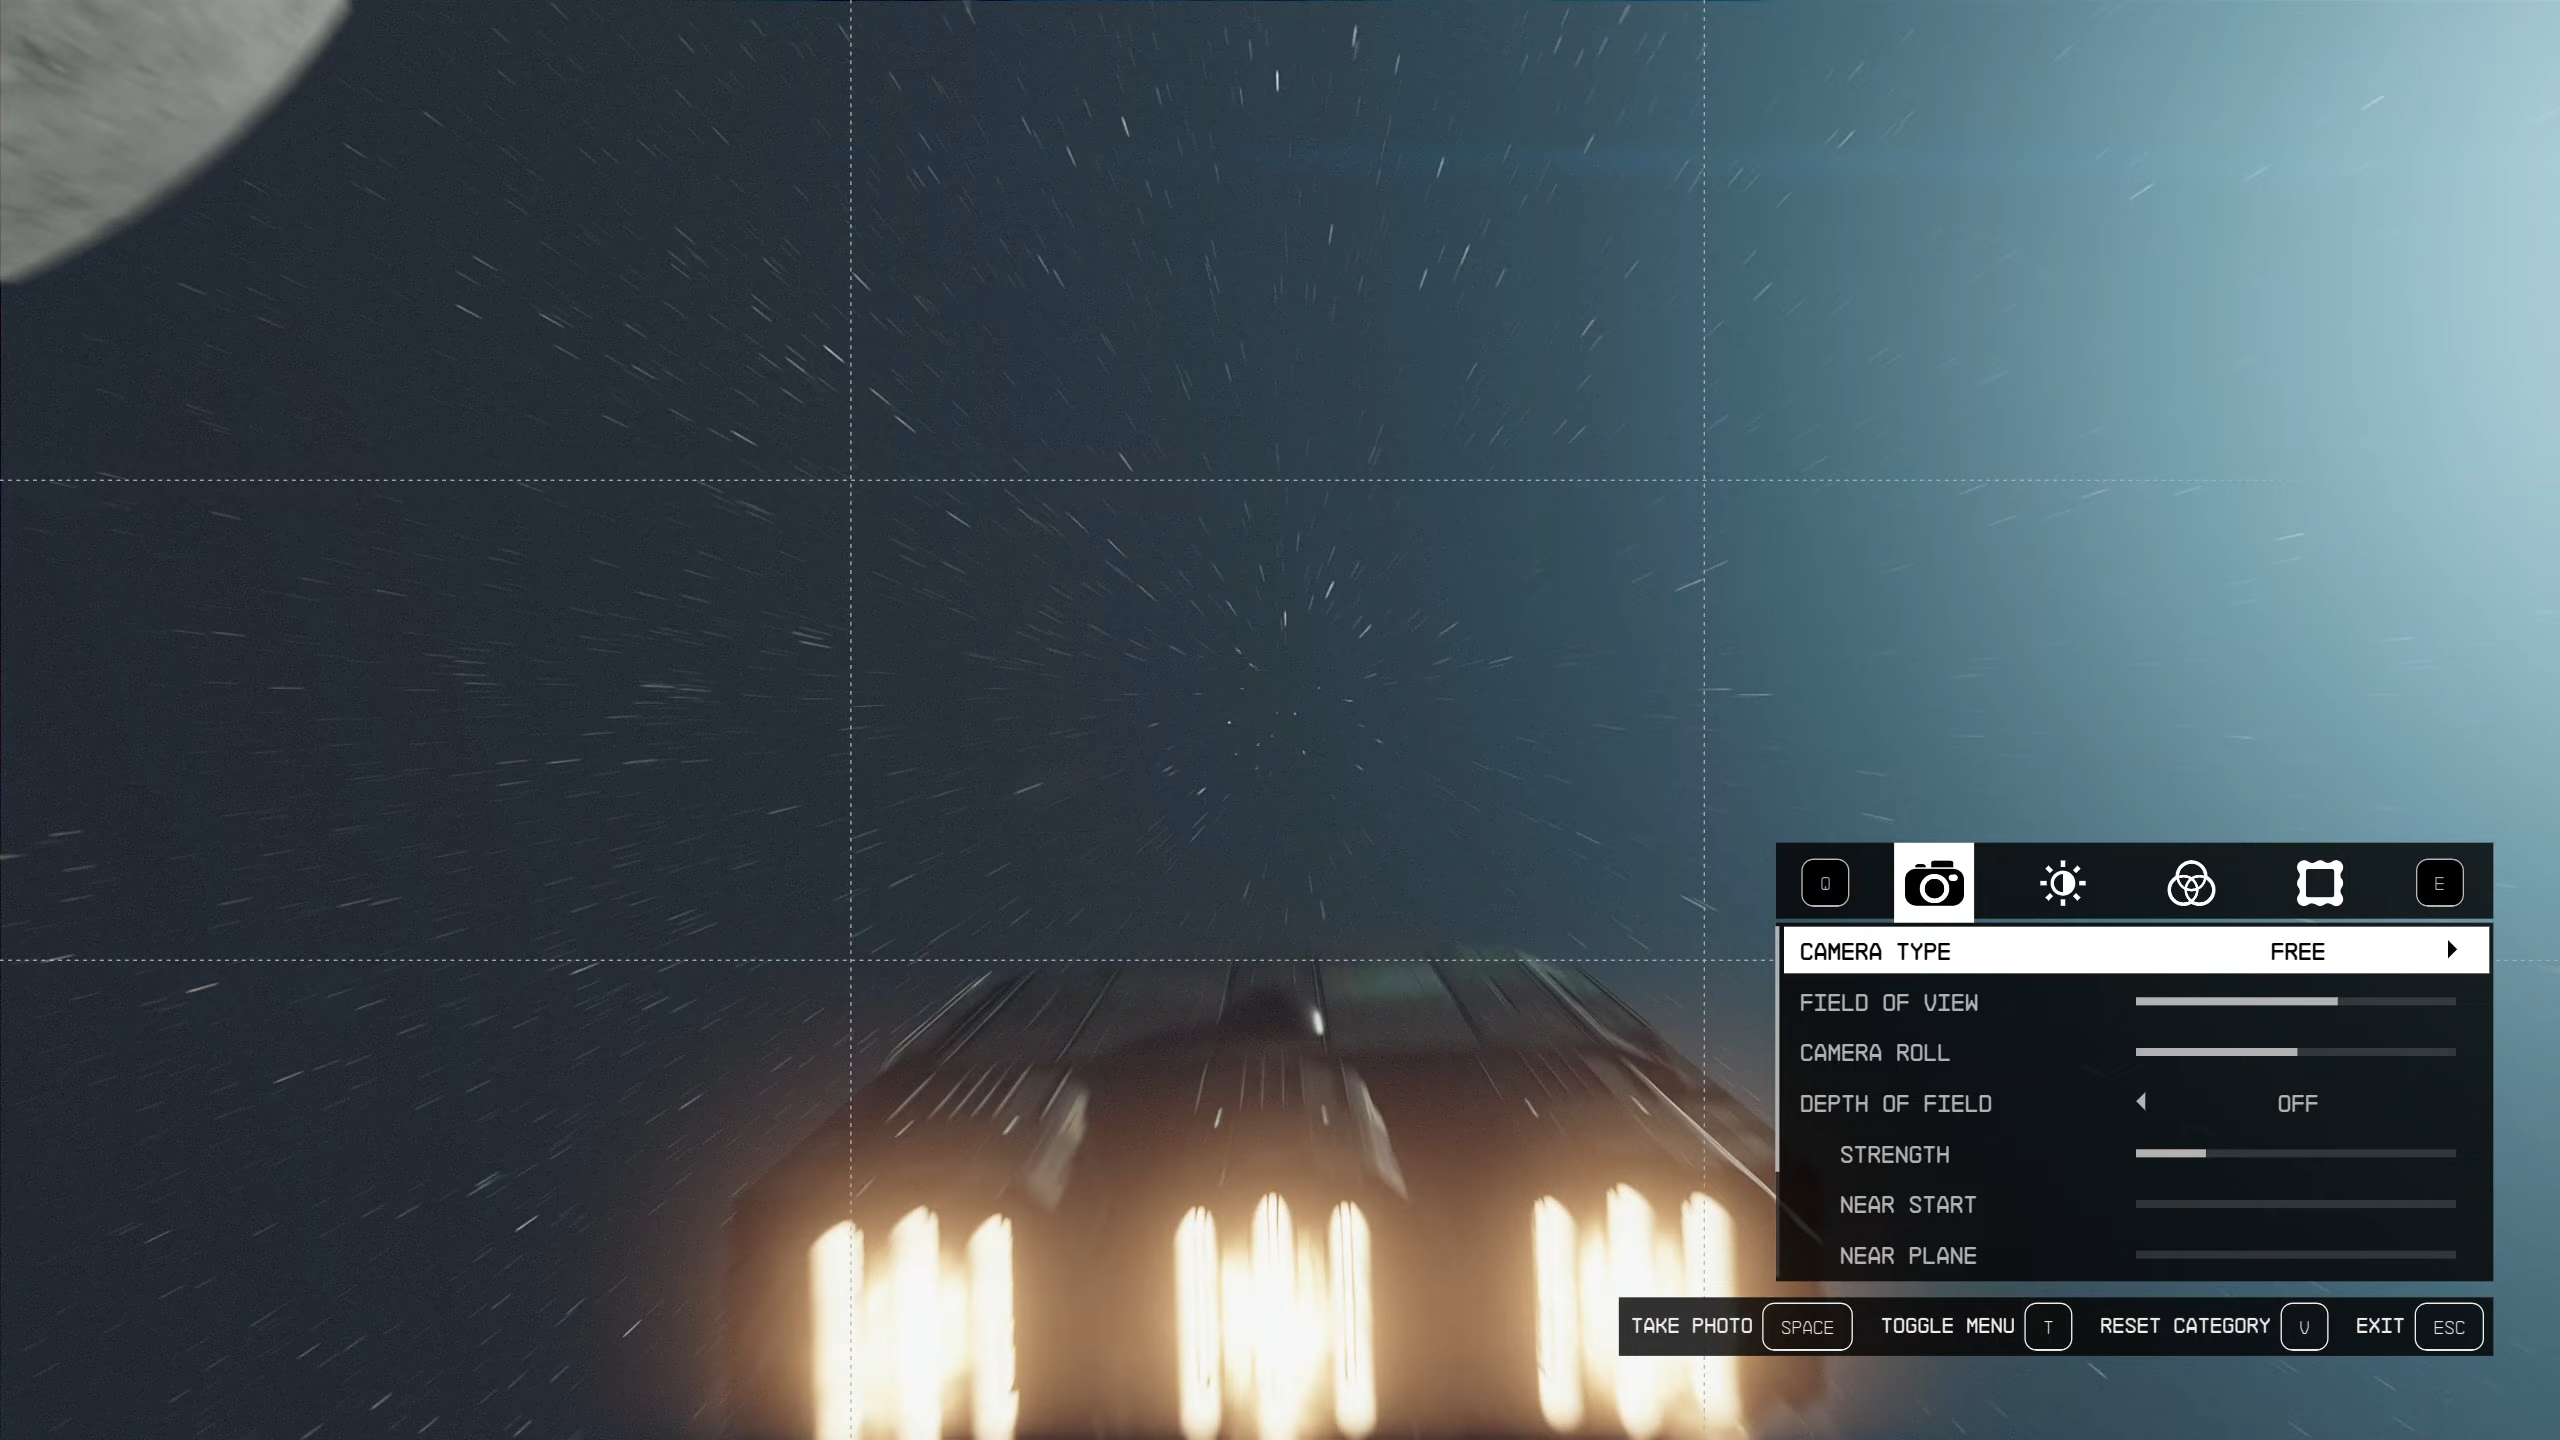 Q
E
CAMERA TYPE FREE
FIELD OF VIEW
CAMERA ROLL
DEPTH OF FIELD OFF
STRENGTH
NEAR START
NEAR PLANE
TAKE PHOTO SPACE TOGGLE MENU T RESET CATEGORY V EXIT ESC